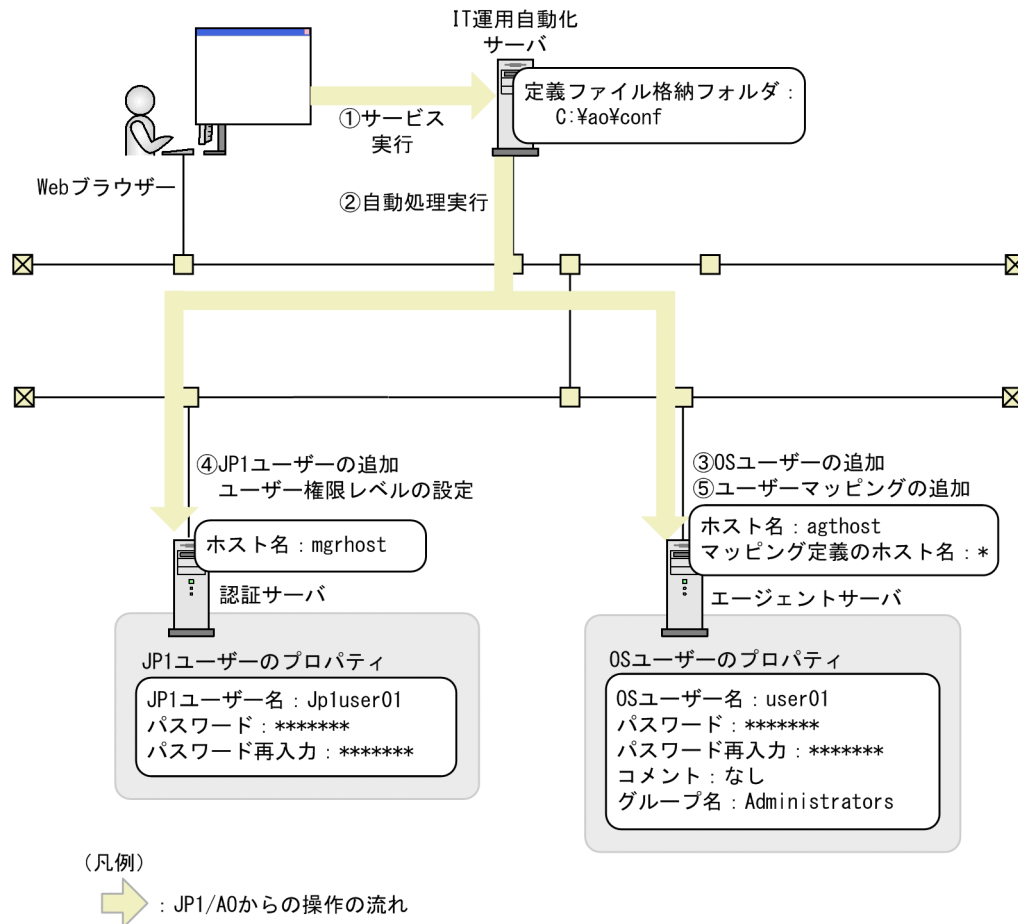 IT運用自動化
サーバ
定義ファイル格納フォルダ：
C:¥ao¥conf
①サービス
実行
Webブラウザー
②自動処理実行
④JP1ユーザーの追加
ユーザー権限レベルの設定
③OSユーザーの追加
⑤ユーザーマッピングの追加
ホスト名：mgrhost
ホスト名：agthost
マッピング定義のホスト名：*
認証サーバ
エージェントサーバ
JP1ユーザーのプロパティ
JP1ユーザー名：Jp1user01
パスワード：*******
パスワード再入力：*******
OSユーザーのプロパティ
OSユーザー名：user01
パスワード：*******
パスワード再入力：*******
コメント：なし
グループ名：Administrators
（凡例）
：JP1/AOからの操作の流れ